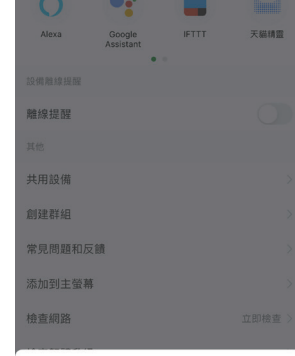 Alexa
Google Assistant
IFTTT
天貓精靈
設備離線提醒
離線提醒
其他
共用設備
創建群組
常見問題和反饋
添加到主螢幕
檢查網路 立即檢查